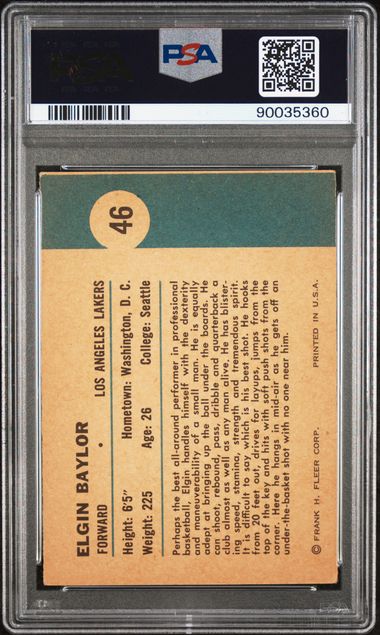 PSA
90035360
46
ELGIN BAYLOR
FORWARD • LOS ANGELES LAKERS
Height: 6'5" Hometown: Washington, D. C.
Weight: 225 Age: 26 College: Seattle
Perhaps the best all-around performer in professional
basketball, Elgin handles himself with the dexterity
and maneuverability of a small man. He is equally
adept at bringing up the ball under the boards. He
can shoot, rebound, pass, dribble and quarterback a
club almost as well as any man alive. He has blister-
ing speed, stamina, strength and tremendous spirit.
It is difficult to say which is his best shot. He hooks
from 20 feet out, drives for layups, jumps from the
top of the key and hits with soft push shots from the
corner. Here he hangs in mid-air as he gets off an
under-the-basket shot with no one near him.
© FRANK H. FLEER CORP. PRINTED IN U.S.A.